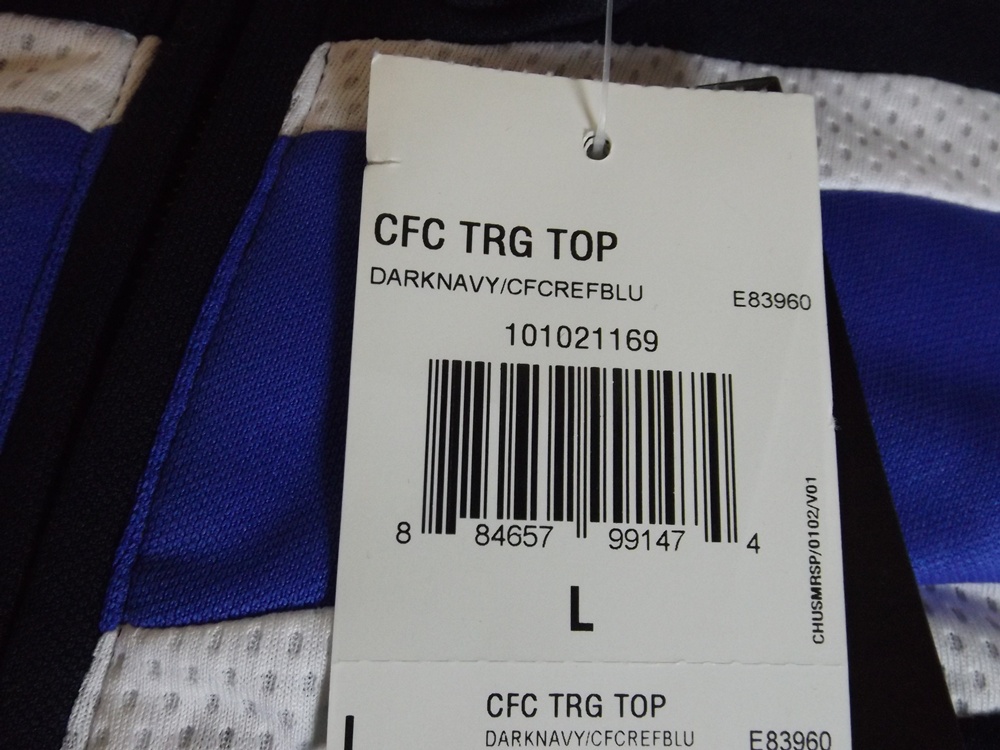 CFC TRG TOP
DARKNAVY/CFCREFBLU E83960
101021169
8 84657 99147 4
CHUSMRSP/0102/V01
L
CFC TRG TOP
DARKNAVY/CFCREFBLU E83960